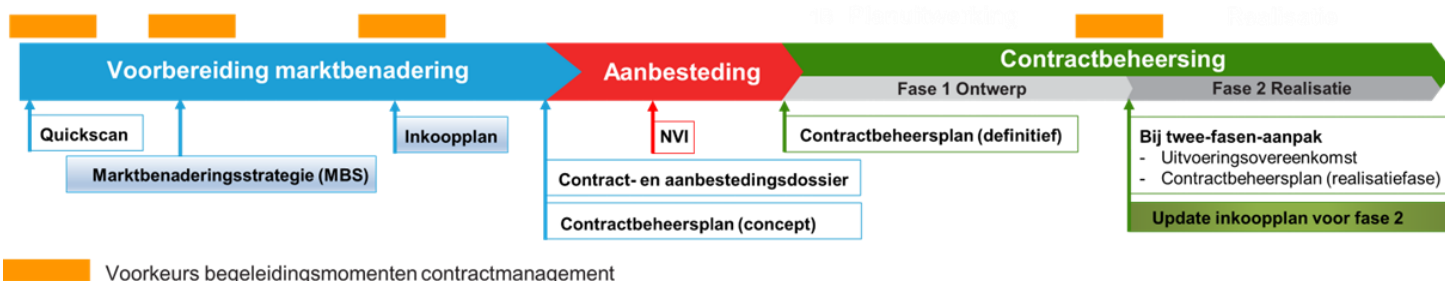 Voorbereiding marktbenadering
Aanbesteding
Contractbeheersing
Fase 1 Ontwerp
Fase 2 Realisatie
Quickscan
Marktbenaderingsstrategie (MBS)
Inkoopplan
NVI
Contract- en aanbestedingsdossier
Contractbeheersplan (concept)
Contractbeheersplan (definitief)
Bij twee-fasen-aanpak
- Uitvoeringsovereenkomst
- Contractbeheersplan (realisatiefase)
Update inkoopplan voor fase 2
Voorkeurs begeleidingsmomenten contractmanagement